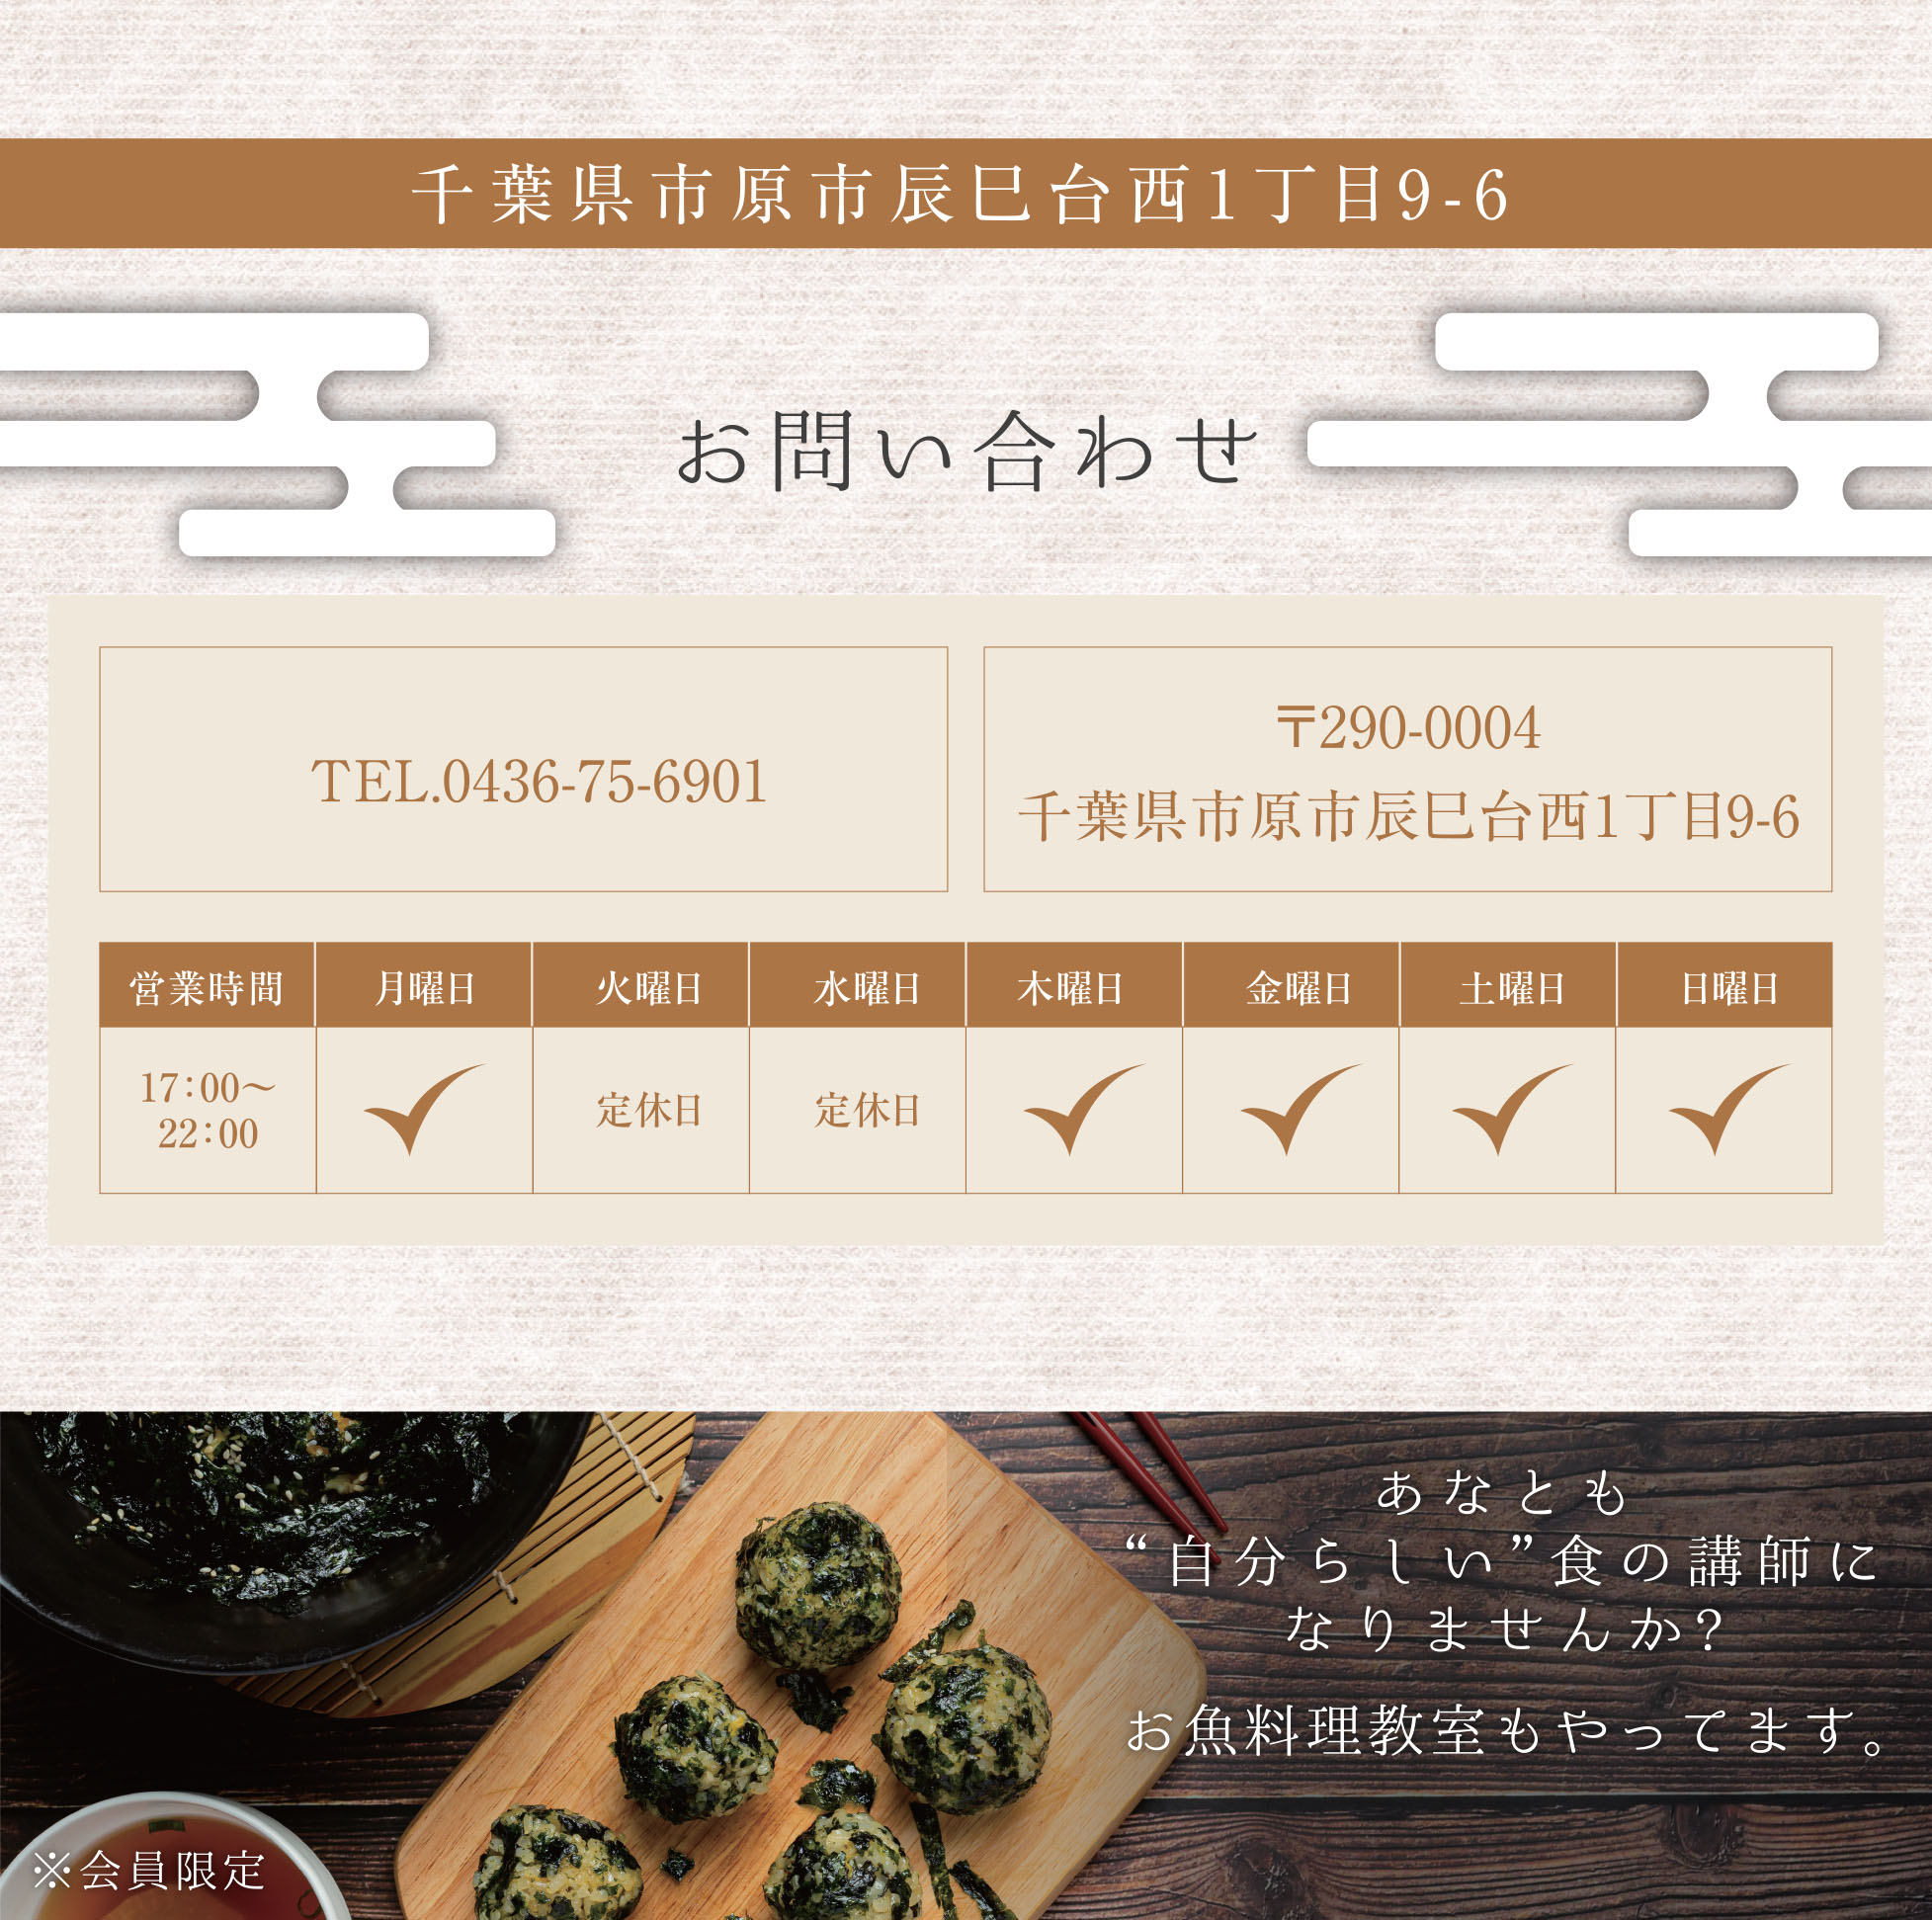 千葉県市原市辰巳台西1丁目9-6
お問い合わせ
TEL.0436-75-6901
〒290-0004
千葉県市原市辰巳台西1丁目9-6
営業時間 月曜日 火曜日 水曜日 木曜日 金曜日 土曜日 日曜日
17：00〜
22：00
定休日 定休日
あなとも
“自分らしい”食の講師に
なりませんか？
お魚料理教室もやってます。
※会員限定